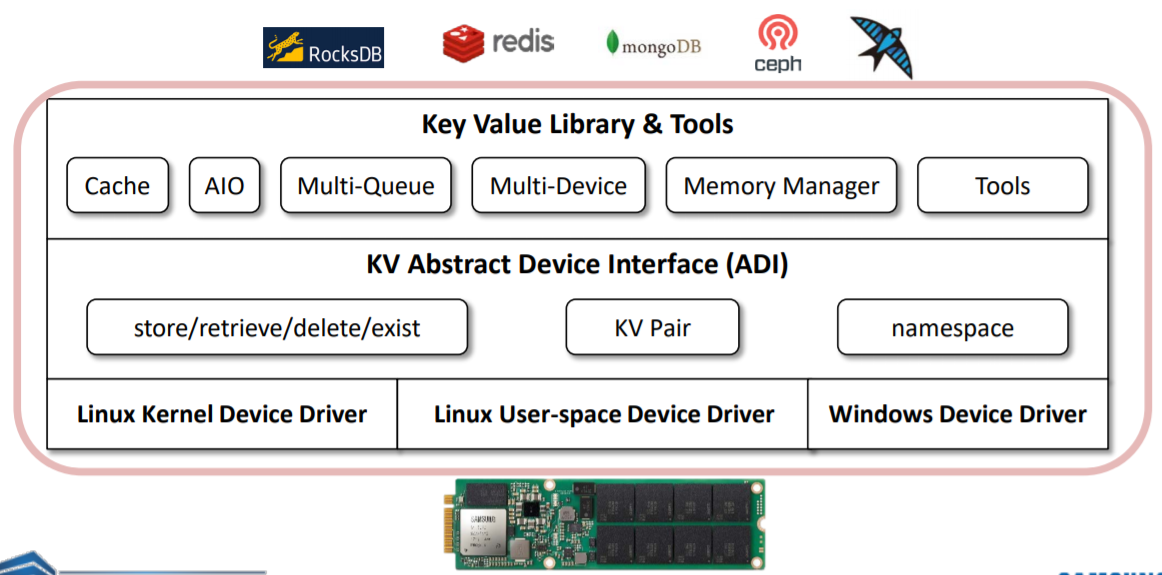 RocksDB
redis
mongoDB
ceph
Key Value Library & Tools
Cache
AIO
Multi-Queue
Multi-Device
Memory Manager
Tools
KV Abstract Device Interface (ADI)
store/retrieve/delete/exist
KV Pair
namespace
Linux Kernel Device Driver
Linux User-space Device Driver
Windows Device Driver
SAMSUNG